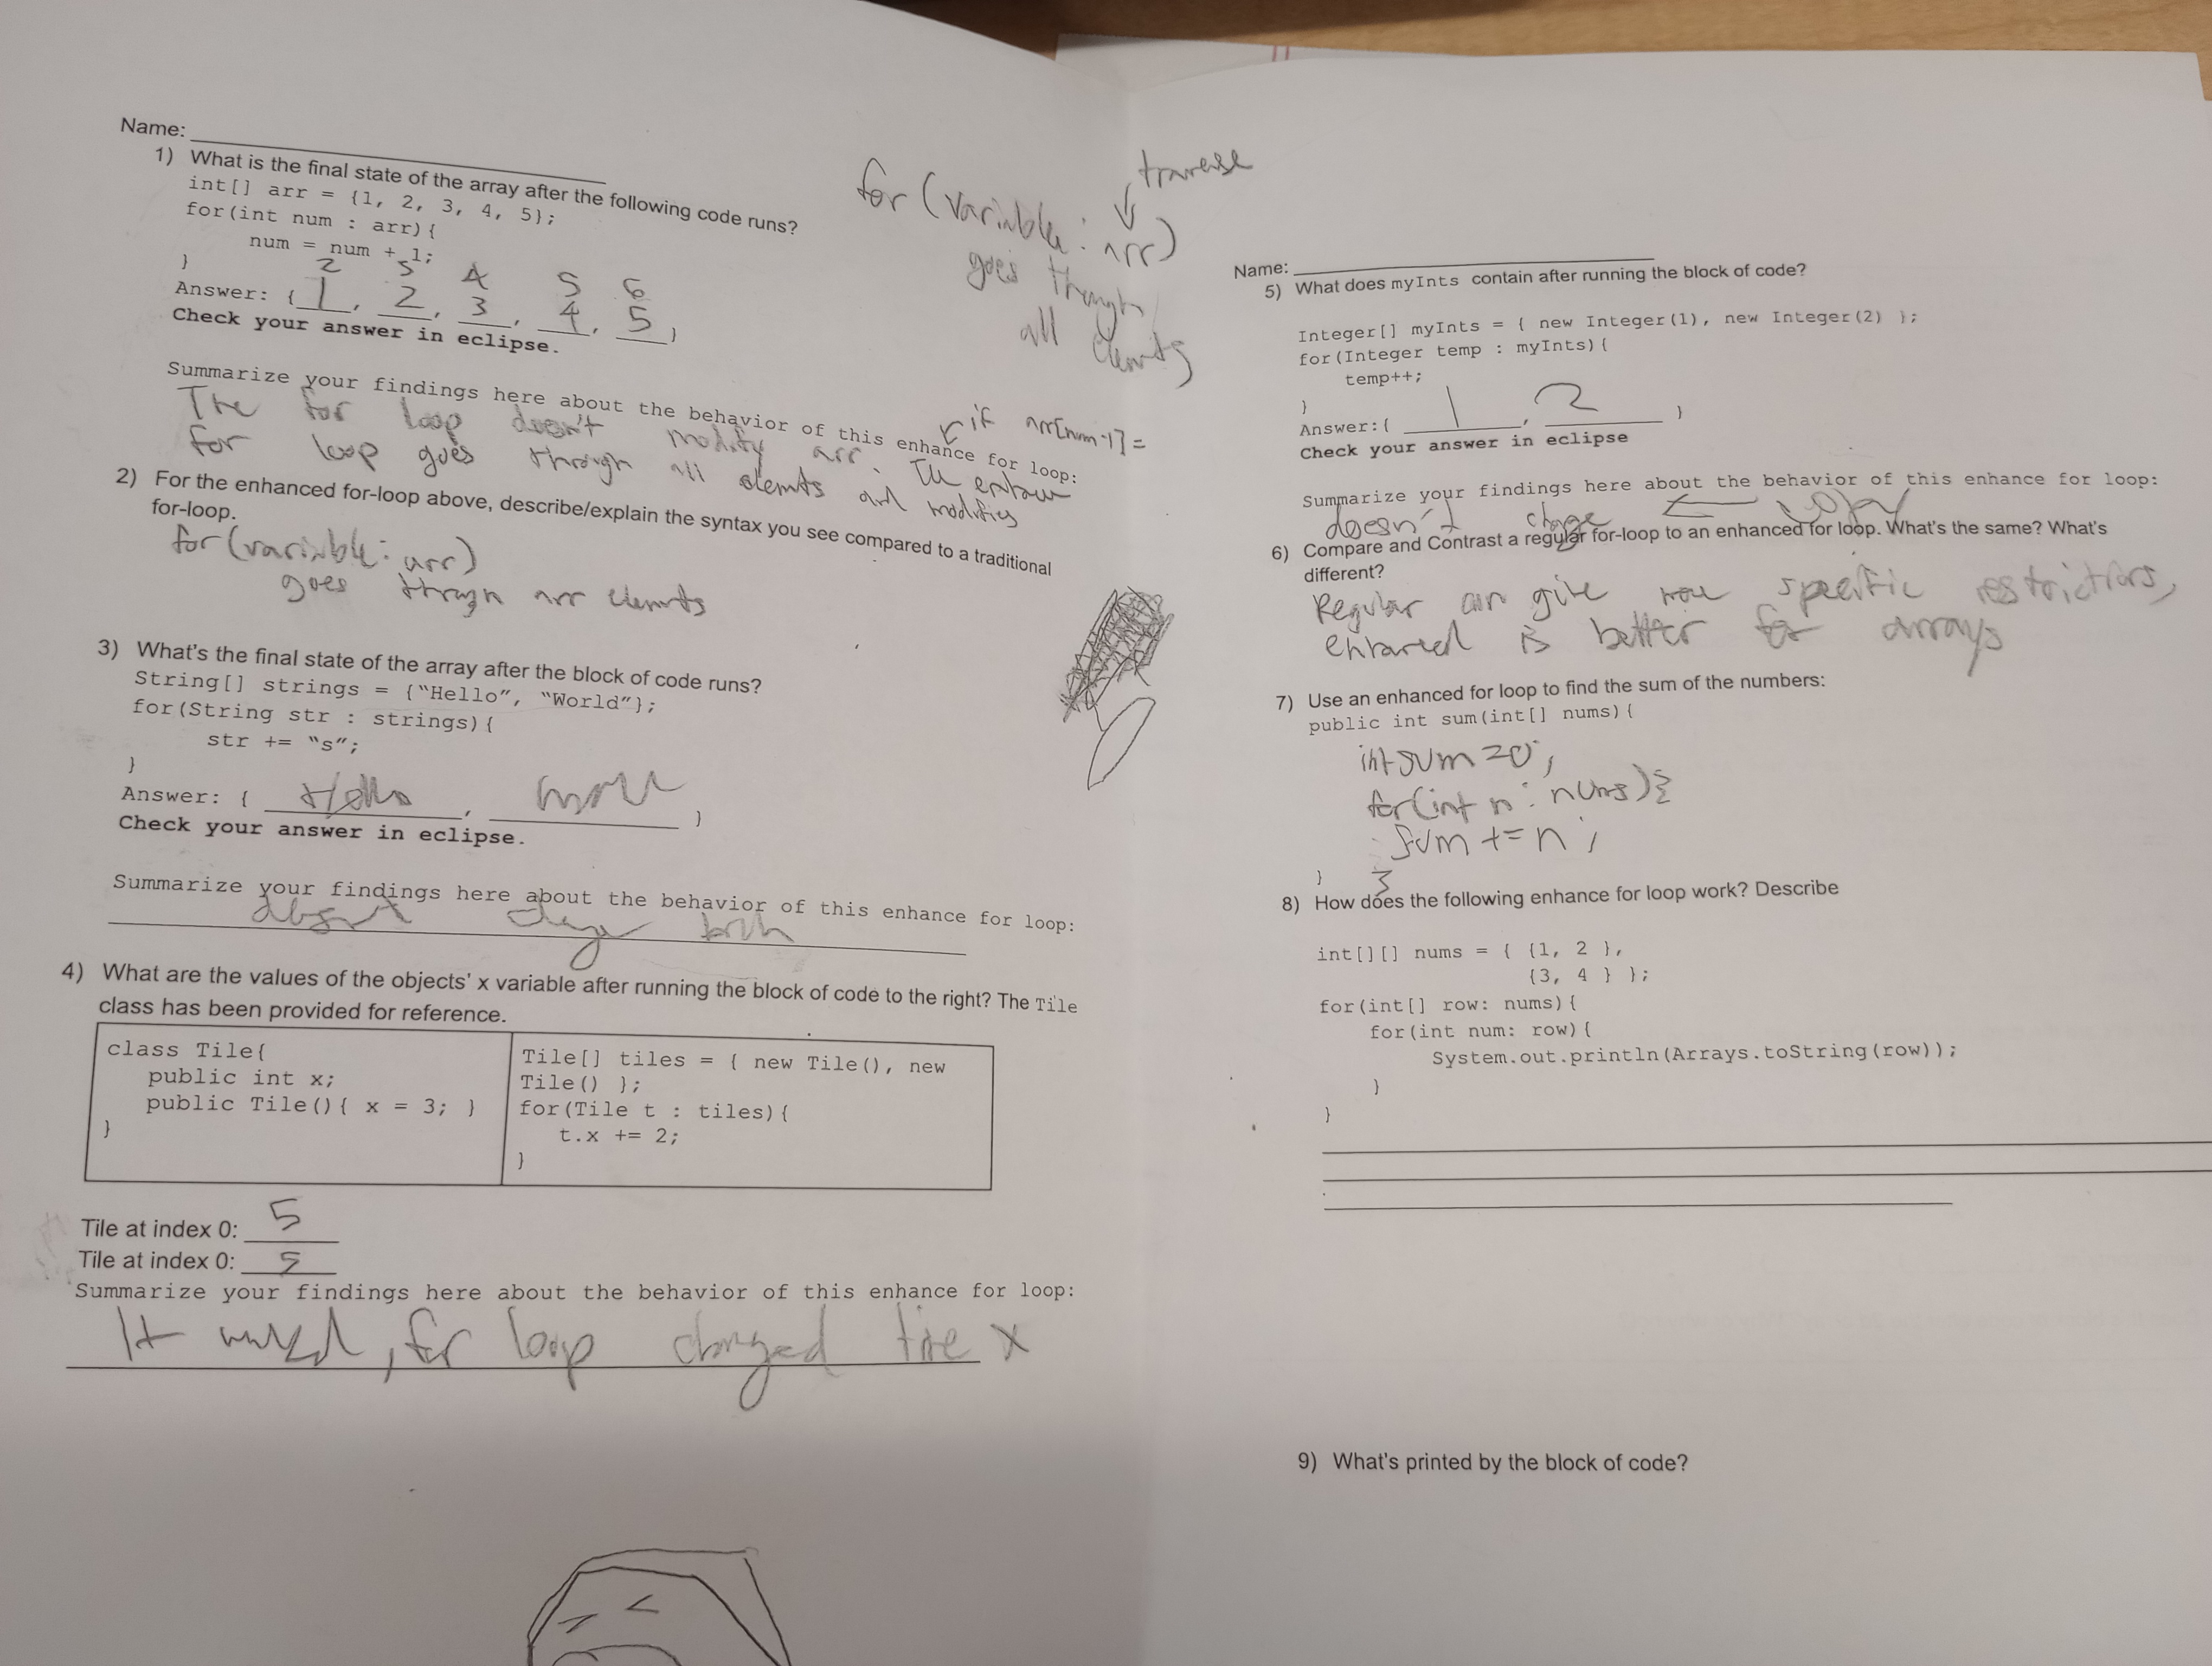 Name:
1) What is the final state of the array after the following code runs?
int[] arr = {1, 2, 3, 4, 5};
for(int num : arr){
num = num + 1;
}
2 3 4 5 6
Answer: { 1, 2, 3, 4, 5 }
Check your answer in eclipse.
for (variable : arr)
traverse
goes through
all elements
Summarize your findings here about the behavior of this enhance for loop:
The for loop doesn't modify arr. The enhance
if arr[num-1] =
for loop goes through all elements and modifies
2) For the enhanced for-loop above, describe/explain the syntax you see compared to a traditional
for-loop.
for (variable : arr)
goes through arr elements
3) What's the final state of the array after the block of code runs?
String[] strings = {“Hello”, “World”};
for(String str : strings){
str += “s”;
}
Answer: { Hello, }
Check your answer in eclipse.
Summarize your findings here about the behavior of this enhance for loop:
doesn't change both
4) What are the values of the objects' x variable after running the block of code to the right? The Tile
class has been provided for reference.
class Tile{
public int x;
public Tile(){ x = 3; }
}
Tile[] tiles = { new Tile(), new
Tile() };
for(Tile t : tiles){
t.x += 2;
}
Tile at index 0: 5
Tile at index 0: 5
Summarize your findings here about the behavior of this enhance for loop:
It , for loop changed the x
Name:
5) What does myInts contain after running the block of code?
Integer[] myInts = { new Integer(1), new Integer(2) };
for(Integer temp : myInts){
temp++;
}
Answer:{ 1, 2 }
Check your answer in eclipse
Summarize your findings here about the behavior of this enhance for loop:
doesn't change
6) Compare and Contrast a regular for-loop to an enhanced for loop. What's the same? What's
different?
Regular can give more specific restrictions,
enhanced is better for arrays
7) Use an enhanced for loop to find the sum of the numbers:
public int sum(int[] nums){
int sum = 0;
for(int n : nums){
sum += n;
}
}
8) How does the following enhance for loop work? Describe
int[][] nums = { {1, 2 },
{3, 4 } };
for(int[] row: nums){
for(int num: row){
System.out.println(Arrays.toString(row));
}
}
9) What's printed by the block of code?